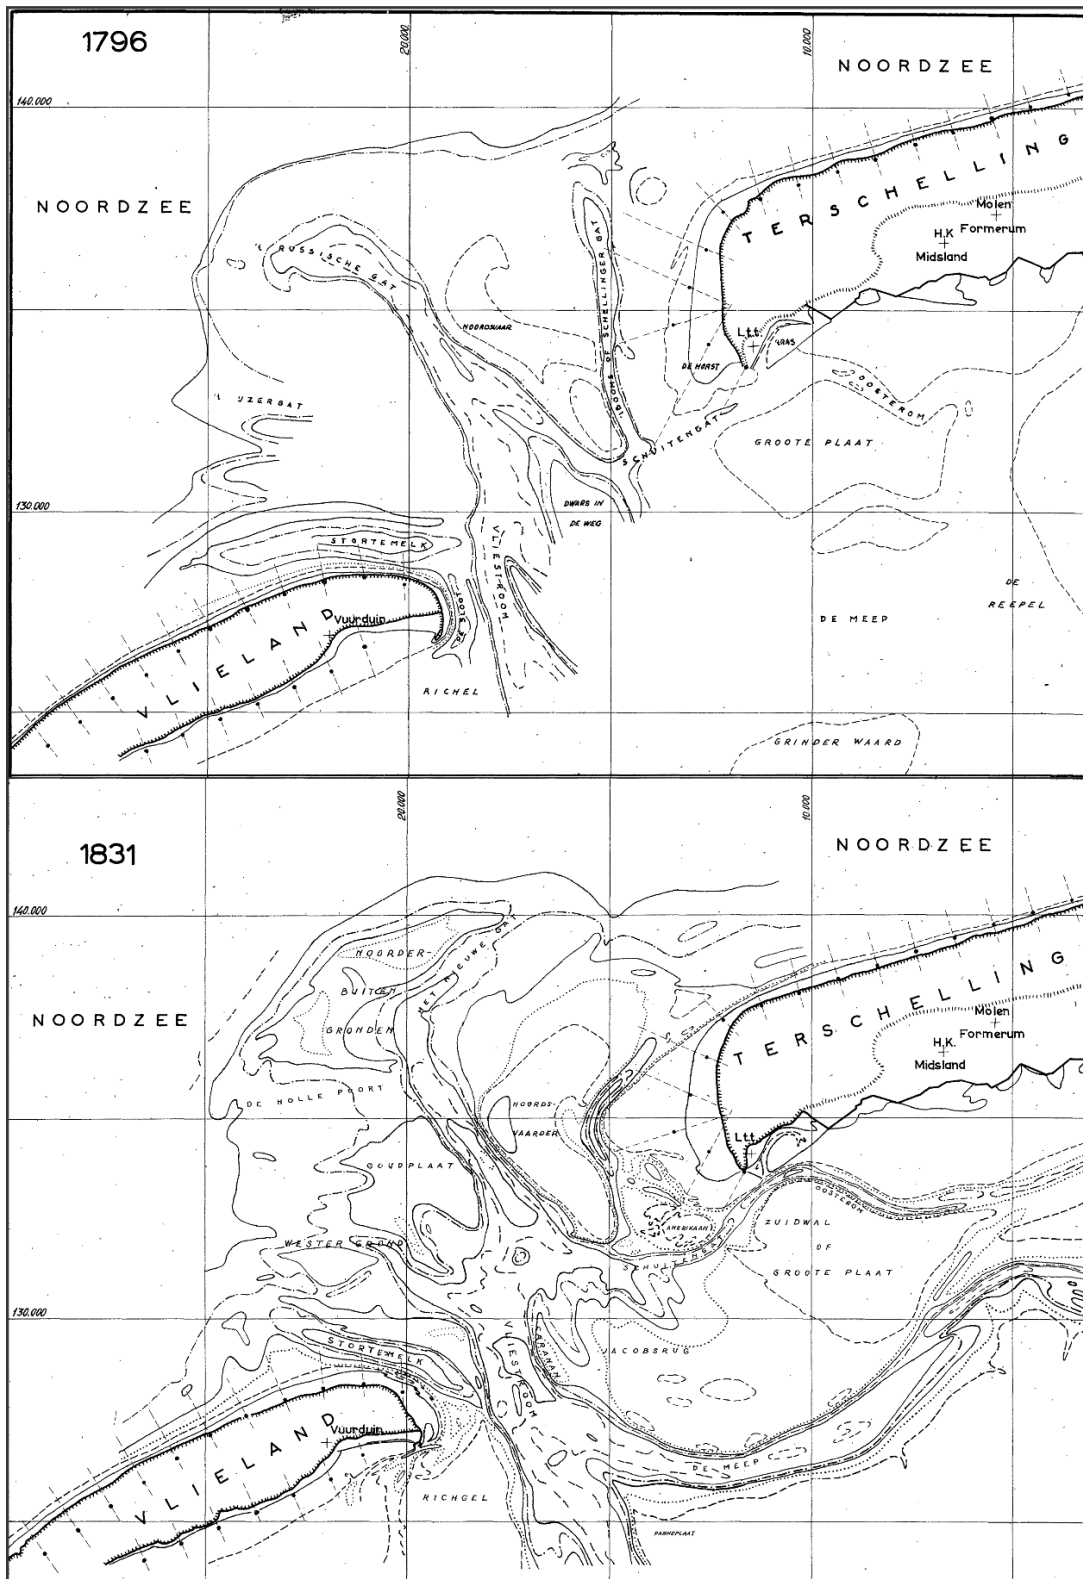 1796
20.000
10.000
NOORDZEE
140.000
TERSCHELLING
NOORDZEE
Molen
Formerum
H.K
Midsland
RUSSISCHE GAT
OF SCHELLINGER GAT
NOORDVAAR
L.t.t.
'TRAS
DE HORST
IJZERGAT
OOSTEROM
SCHUITENGAT
GROOTE PLAAT
130.000
DWARS IN
DE WEG
STORTEMELK
VLIESTROOM
DE SLOOT
DE
REEPEL
VLIELAND
Vuurduin
DE MEEP
RICHEL
GRINDER WAARD
20.000
10.000
1831
NOORDZEE
140.000
TERSCHELLING
NOORDER-
HET NIEUWE GAT
BUITEN
GRONDEN
NOORDZEE
Molen
Formerum
H.K.
Midsland
DE HOLLE POORT
NOORDS
VAARDER
L.t.t.
GOUDPLAAT
OOSTEROM
AMERIKAAN
ZUIDWAL
OF
GROOTE PLAAT
WESTER GROND
SCHUITENGAT
130.000
STORTEMELK
VLIESTROOM
JACOBSRUG
VLIELAND
Vuurduin
DE MEEP
RICHGEL
PANNEPLAAT